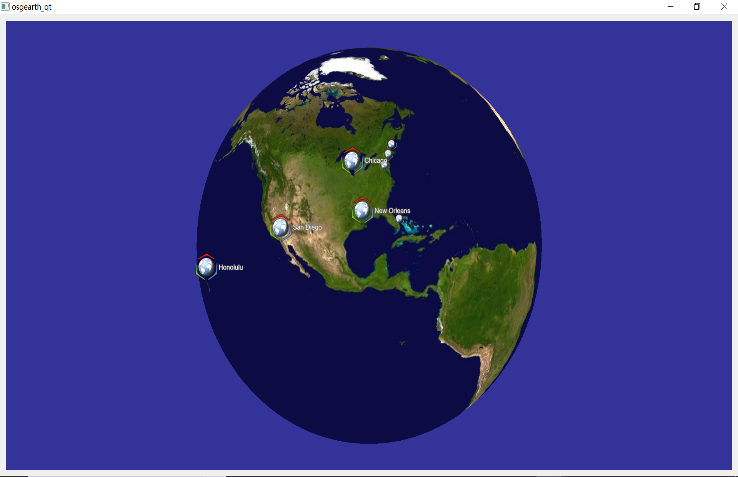 osgearth_qt
Chicago
New Orleans
San Diego
Honolulu